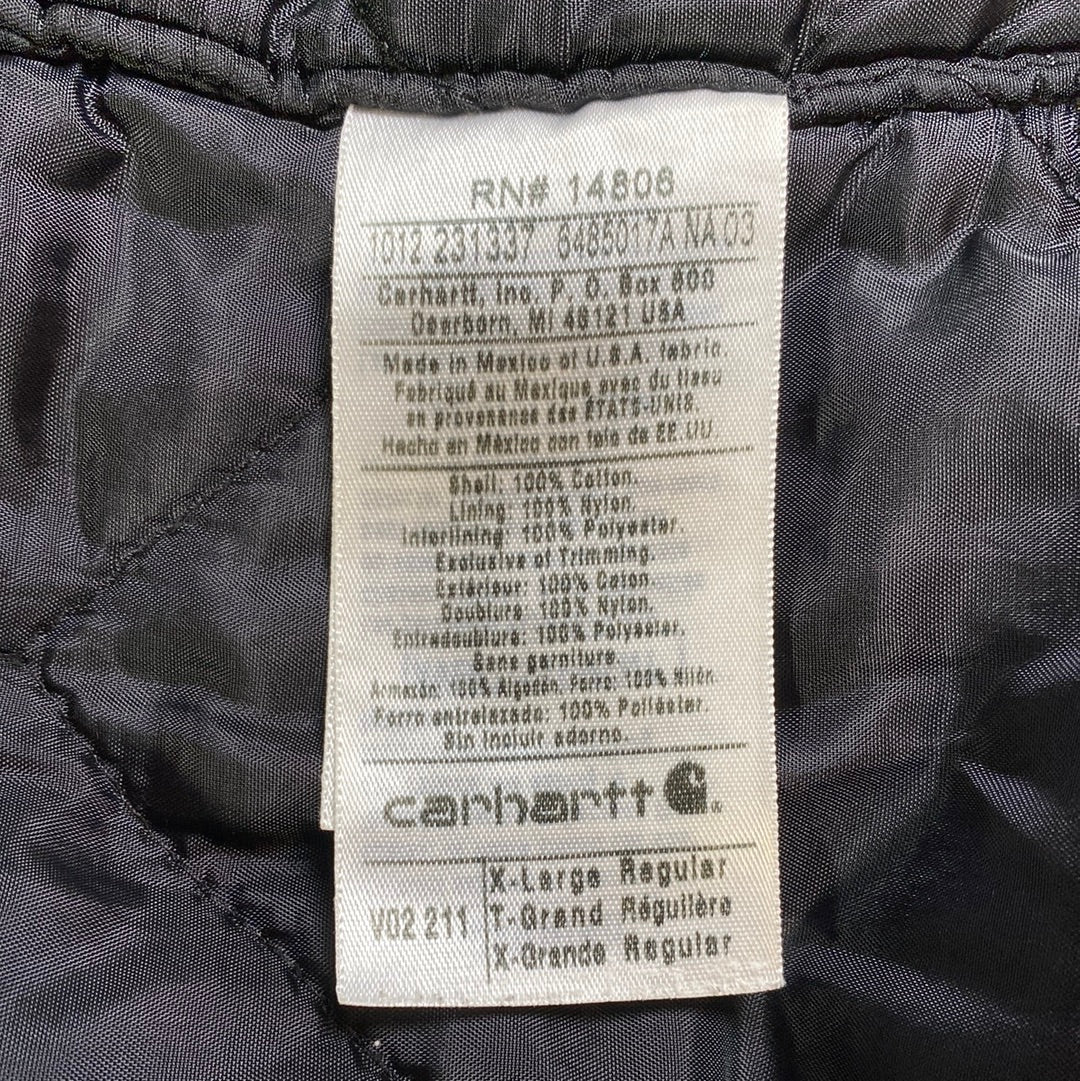 RN# 14806
1012 231337 6485017A NA 03
Carhartt, Inc. P. O. Box 600
Dearborn, MI 48121 USA
Made in Mexico of U.S.A. fabric.
Fabriqué au Mexique avec du tissu
en provenance des ÉTATS-UNIS.
Hecho en México con tela de EE.UU.
Shell: 100% Cotton.
Lining: 100% Nylon.
Interlining: 100% Polyester.
Exclusive of Trimming.
Extérieur: 100% Coton.
Doublure: 100% Nylon.
Entredoublure: 100% Polyester.
Sans garniture.
Armazón: 100% Algodón. Forro: 100% Nilón.
Forro entrelazado: 100% Poliéster.
Sin incluir adorno.
carhartt
V02 211
X-Large Regular
T-Grand Régulière
X-Grande Regular